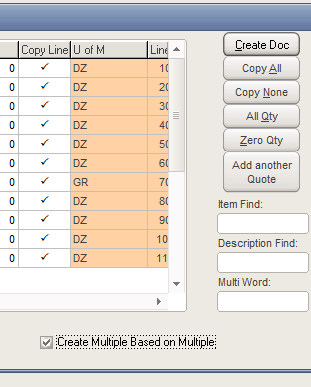 Copy Line U of M Line
0 DZ 10
0 DZ 20
0 DZ 30
0 DZ 40
0 DZ 50
0 DZ 60
0 GR 70
0 DZ 80
0 DZ 90
0 DZ 10
0 DZ 11
Create Doc
Copy All
Copy None
All Qty
Zero Qty
Add another
Quote
Item Find:
Description Find:
Multi Word:
Create Multiple Based on Multiple